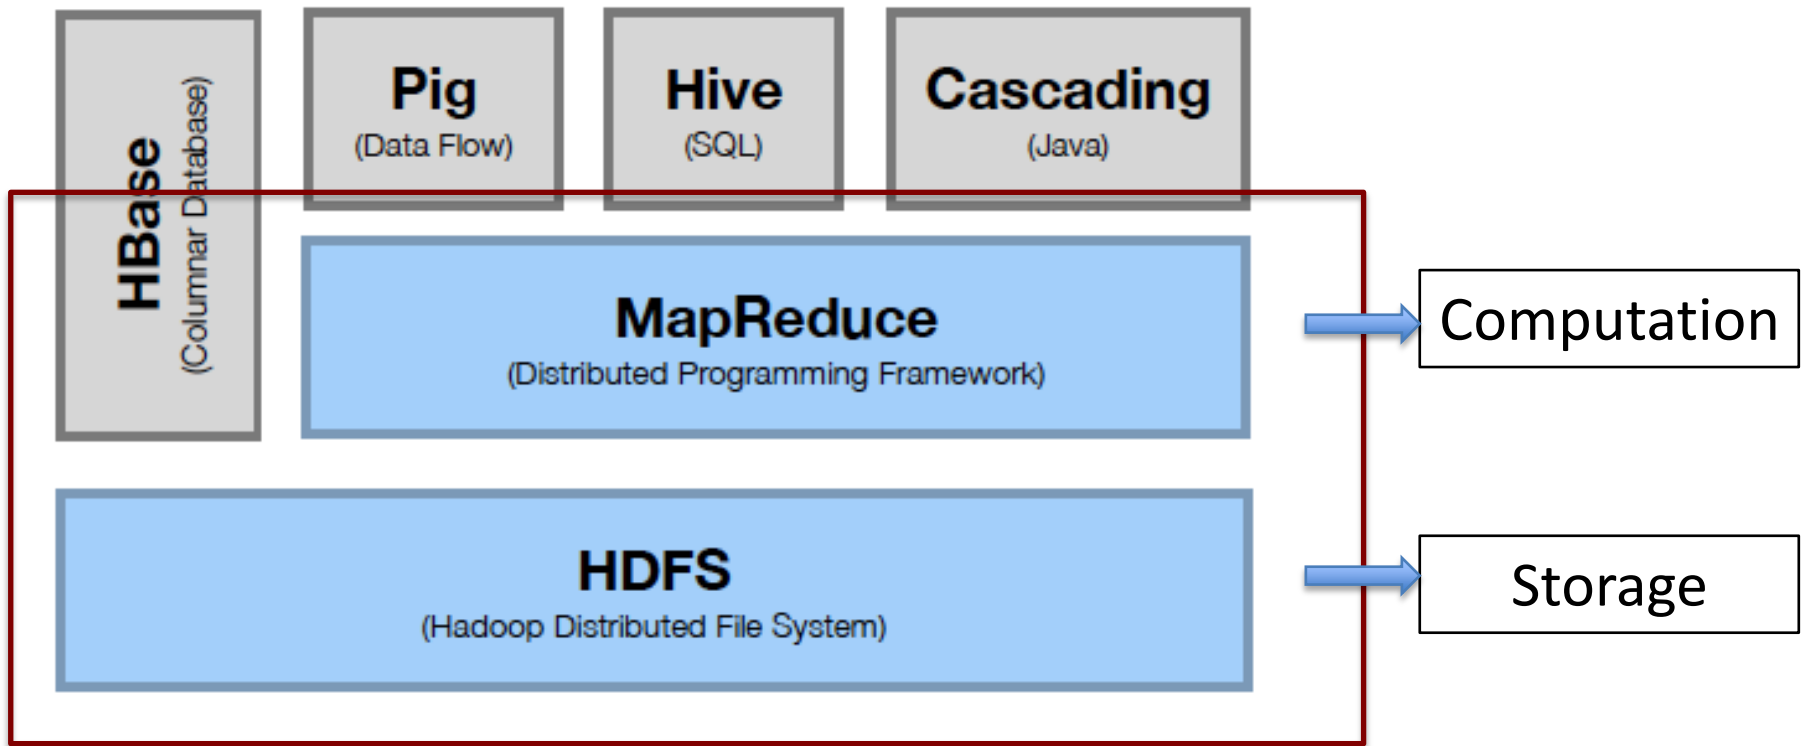 HBase
(Columnar Database)
Pig
(Data Flow)
Hive
(SQL)
Cascading
(Java)
MapReduce
(Distributed Programming Framework)
Computation
HDFS
(Hadoop Distributed File System)
Storage